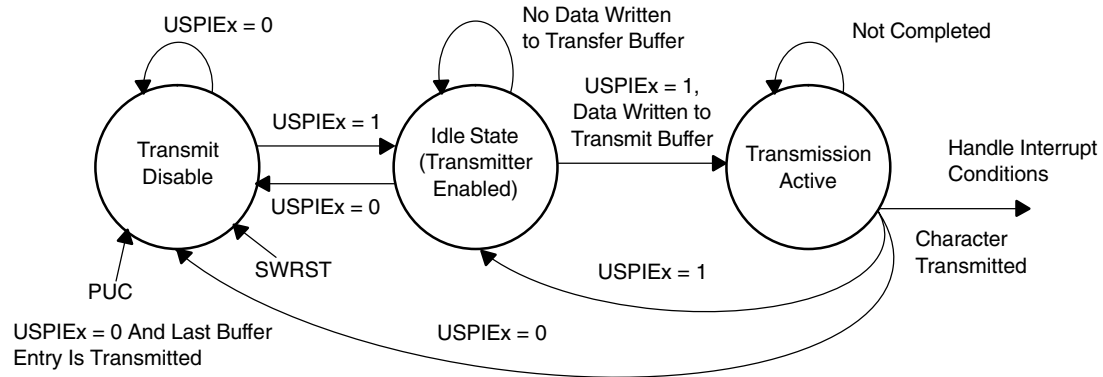 USPIEx = 0
No Data Written
to Transfer Buffer
Not Completed
USPIEx = 1
USPIEx = 1,
Data Written to
Transmit Buffer
Transmit
Disable
Idle State
(Transmitter
Enabled)
Transmission
Active
Handle Interrupt
Conditions
USPIEx = 0
Character
Transmitted
SWRST
PUC
USPIEx = 1
USPIEx = 0
USPIEx = 0 And Last Buffer
Entry Is Transmitted